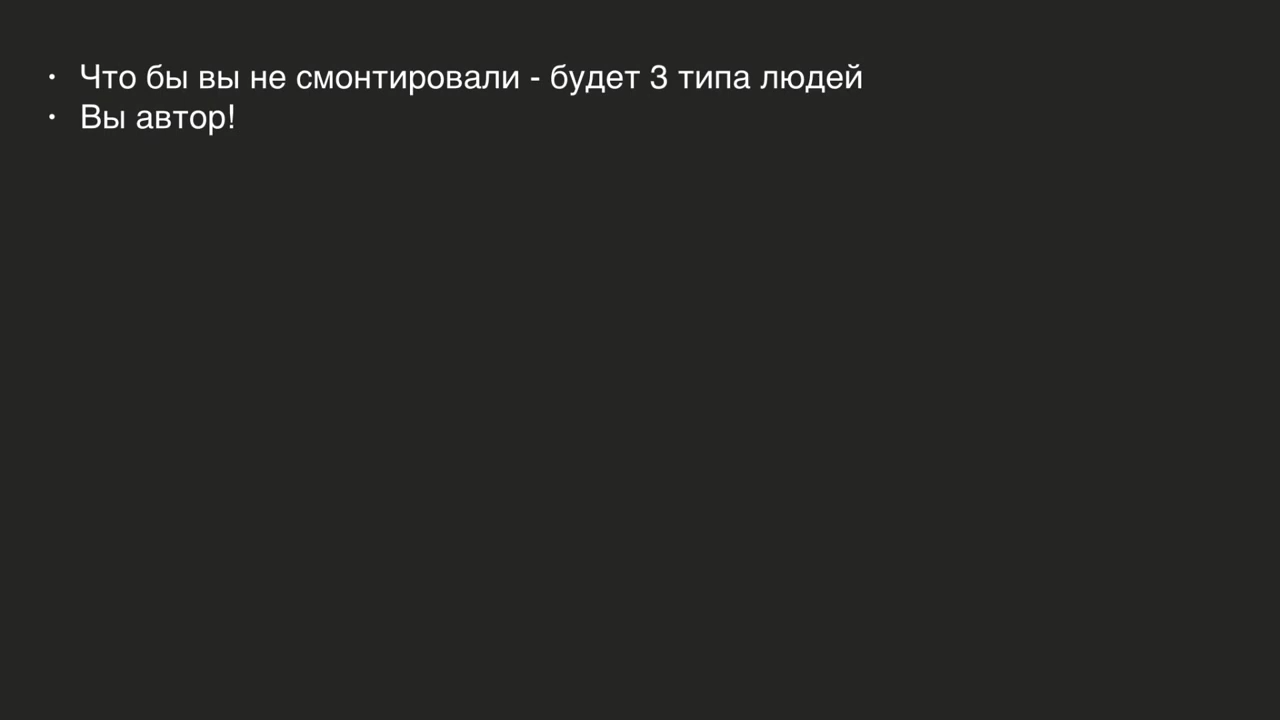 • Что бы вы не смонтировали - будет 3 типа людей
• Вы автор!